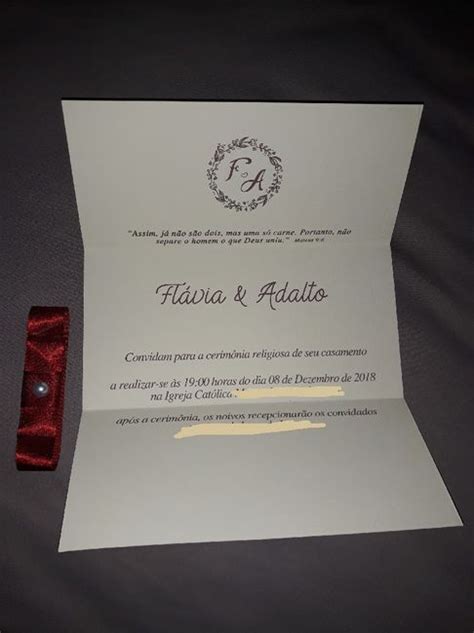 F & A
"Assim, já não são dois, mas uma só carne. Portanto, não
separe o homem o que Deus uniu."
Flávia & Adalto
Convidam para a cerimônia religiosa de seu casamento
a realizar-se às 19:00 horas do dia 08 de Dezembro de 2018
na Igreja Católica
após a cerimônia, os noivos recepcionarão os convidados